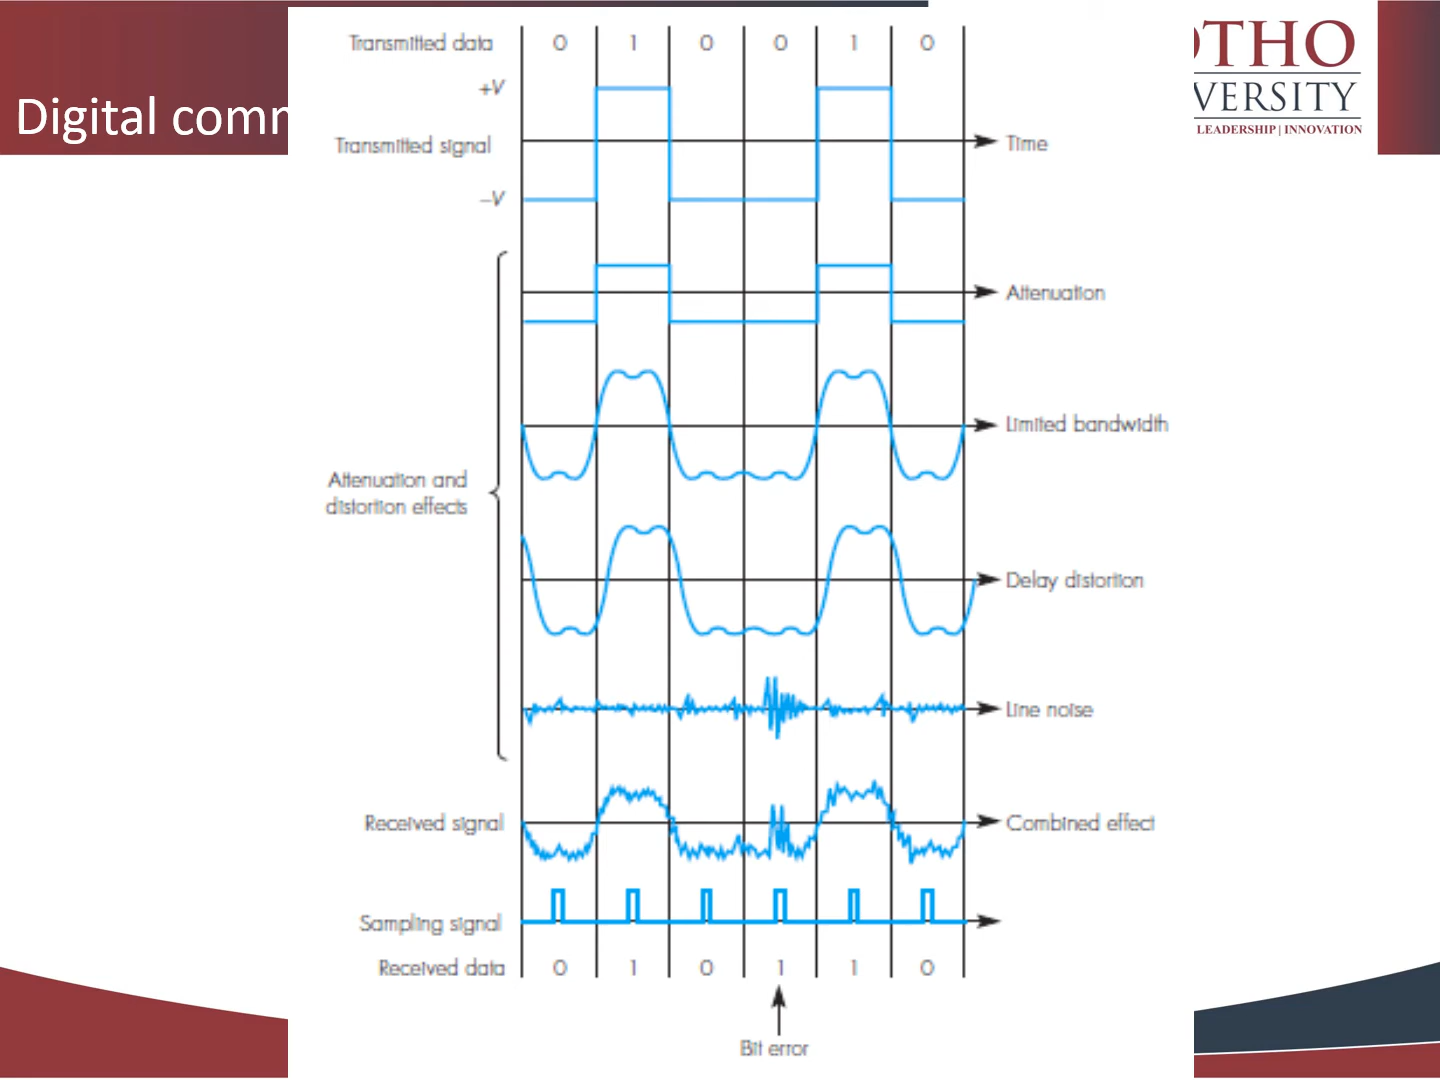 Digital comm
OTHO
VERSITY
LEADERSHIP | INNOVATION
Transmitted data 0 1 0 0 1 0
+V
Transmitted signal
Time
–V
Attenuation
Limited bandwidth
Attenuation and
distortion effects
Delay distortion
Line noise
Received signal
Combined effect
Sampling signal
Received data 0 1 0 1 1 0
Bit error